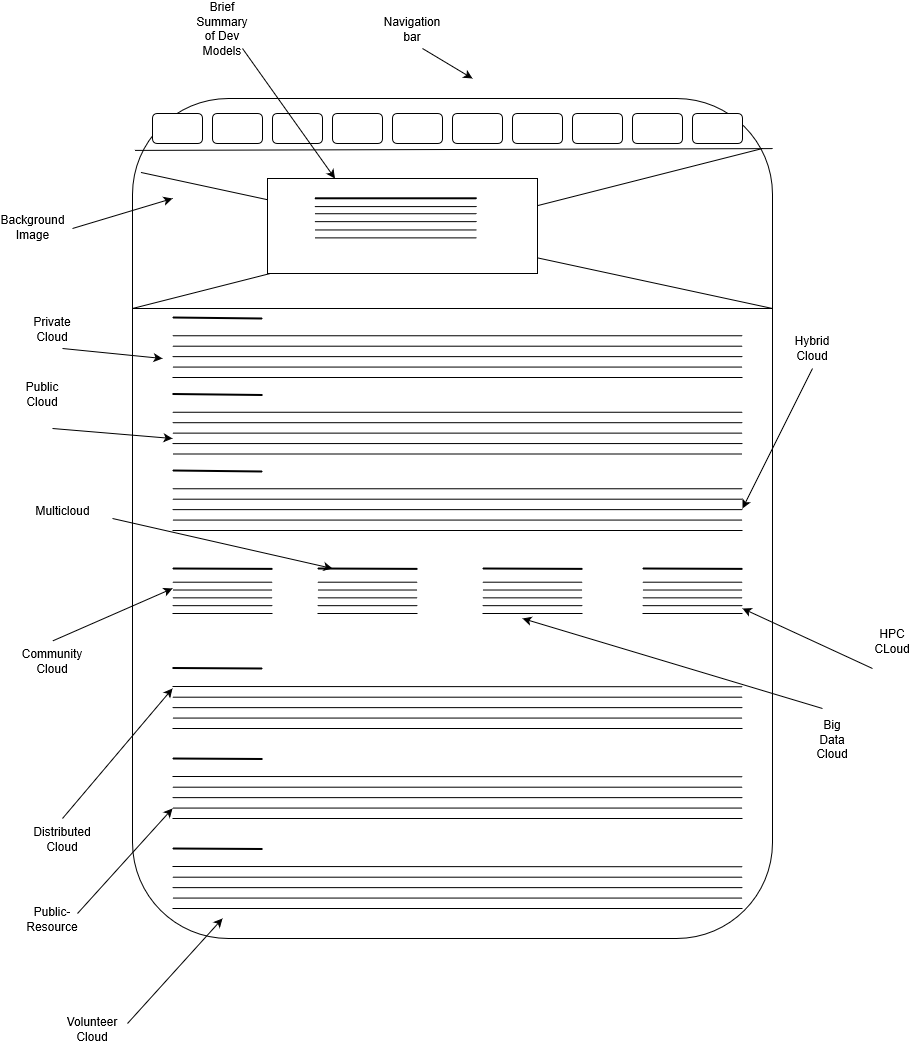 Brief
Summary
of Dev
Models
Navigation
bar
Background
Image
Private
Cloud
Hybrid
Cloud
Public
Cloud
Multicloud
Community
Cloud
HPC
CLoud
Big
Data
Cloud
Distributed
Cloud
Public-
Resource
Volunteer
Cloud